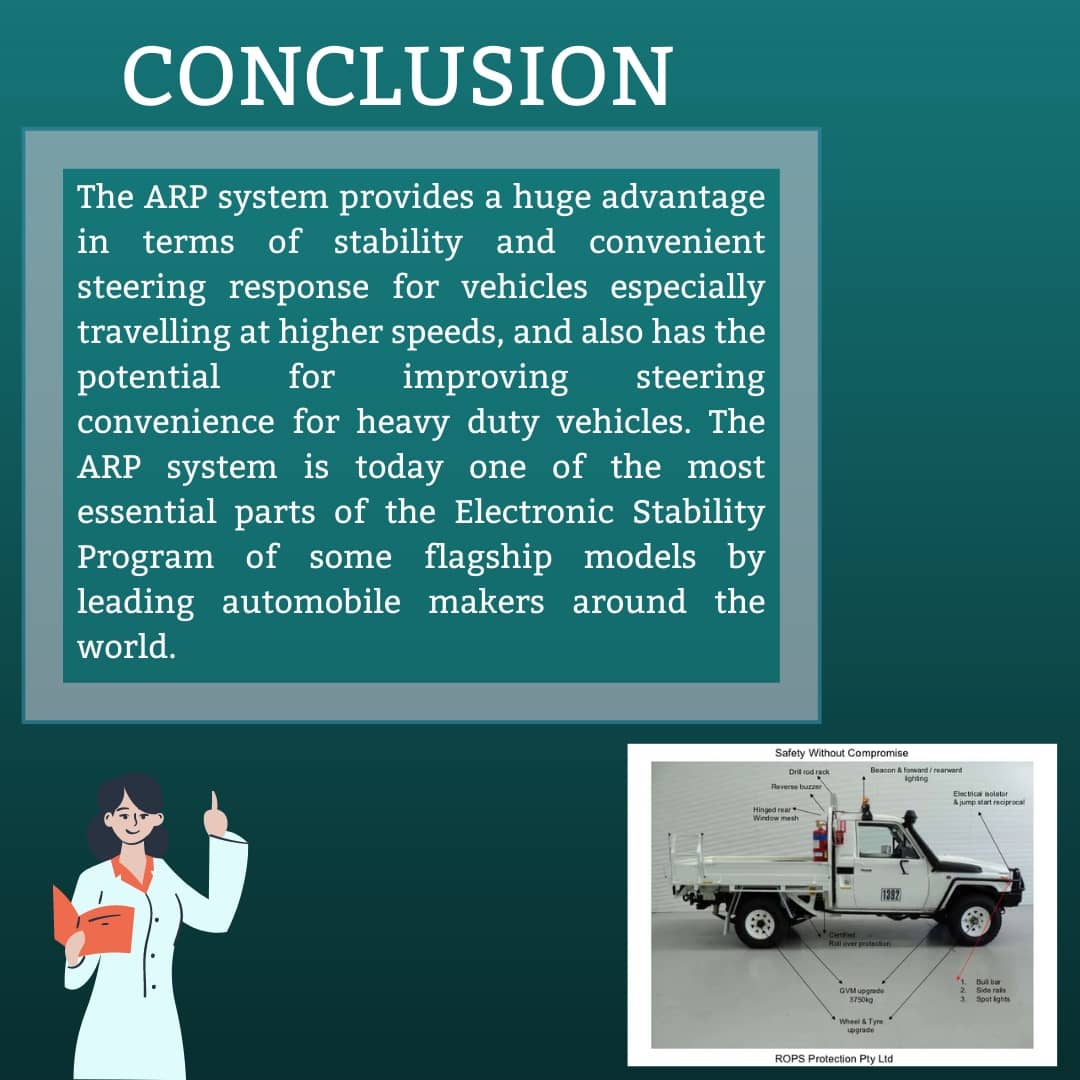 CONCLUSION
The ARP system provides a huge advantage
in terms of stability and convenient
steering response for vehicles especially
travelling at higher speeds, and also has the
potential for improving steering
convenience for heavy duty vehicles. The
ARP system is today one of the most
essential parts of the Electronic Stability
Program of some flagship models by
leading automobile makers around the
world.
Safety Without Compromise
Drill rod rack
Beacon & forward / rearward
lighting
Reverse buzzer
Electrical isolator
& jump start reciprocal
Hinged rear
Window mesh
1392
Certified
Roll over protection
GVM upgrade
3750kg
1. Bull bar
2. Side rails
3. Spot lights
Wheel & Tyre
upgrade
ROPS Protection Pty Ltd